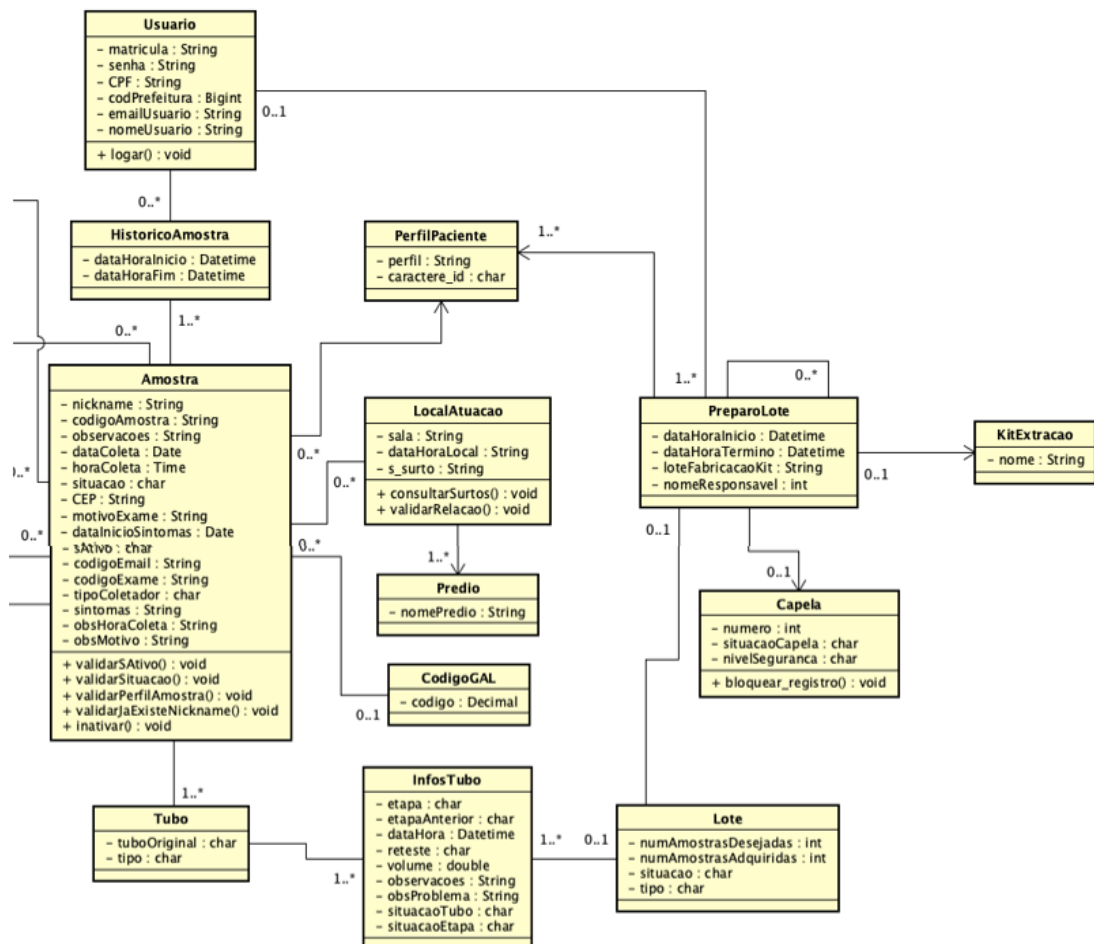 Usuario
– matricula : String
– senha : String
– CPF : String
– codPrefeitura : Bigint
– emailUsuario : String
– nomeUsuario : String
+ logar() : void
0..1
0..*
HistoricoAmostra
– dataHoraInicio : Datetime
– dataHoraFim : Datetime
PerfilPaciente
– perfil : String
– caractere_id : char
1..*
0..*
1..*
0..*
Amostra
– nickname : String
– codigoAmostra : String
– observacoes : String
– dataColeta : Date
– horaColeta : Time
– situacao : char
– CEP : String
– motivoExame : String
– dataInicioSintomas : Date
– sAtivo : char
– codigoEmail : String
– codigoExame : String
– tipoColetador : char
– sintomas : String
– obsHoraColeta : String
– obsMotivo : String
+ validarSAtivo() : void
+ validarSituacao() : void
+ validarPerfilAmostra() : void
+ validarJaExisteNickname() : void
+ inativar() : void
0..*
0..*
0..*
0..*
0..*
LocalAtuacao
– sala : String
– dataHoraLocal : String
– s_surto : String
+ consultarSurtos() : void
+ validarRelacao() : void
1..*
Predio
– nomePredio : String
CodigoGAL
– codigo : Decimal
0..1
1..*
0..*
PreparoLote
– dataHoraInicio : Datetime
– dataHoraTermino : Datetime
– loteFabricacaoKit : String
– nomeResponsavel : int
0..1
KitExtracao
– nome : String
0..1
0..1
Capela
– numero : int
– situacaoCapela : char
– nivelSeguranca : char
+ bloquear_registro() : void
1..*
Tubo
– tuboOriginal : char
– tipo : char
1..*
InfosTubo
– etapa : char
– etapaAnterior : char
– dataHora : Datetime
– reteste : char
– volume : double
– observacoes : String
– obsProblema : String
– situacaoTubo : char
– situacaoEtapa : char
1..*
0..1
Lote
– numAmostrasDesejadas : int
– numAmostrasAdquiridas : int
– situacao : char
– tipo : char